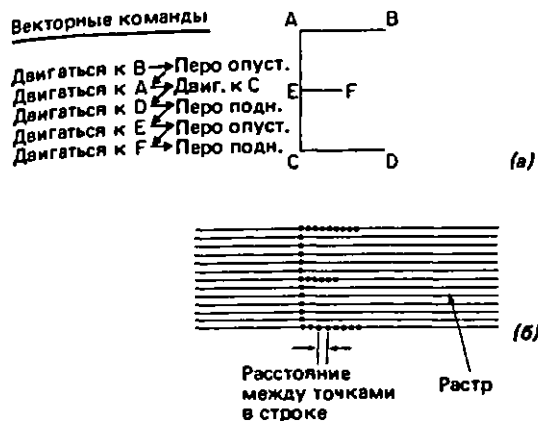 Векторные команды
Двигаться к B → Перо опуст.
Двигаться к A → Двиг. к C
Двигаться к D → Перо подн.
Двигаться к E → Перо опуст.
Двигаться к F → Перо подн.
A B
E F
C D
(а)
(б)
Расстояние
между точками
в строке
Растр